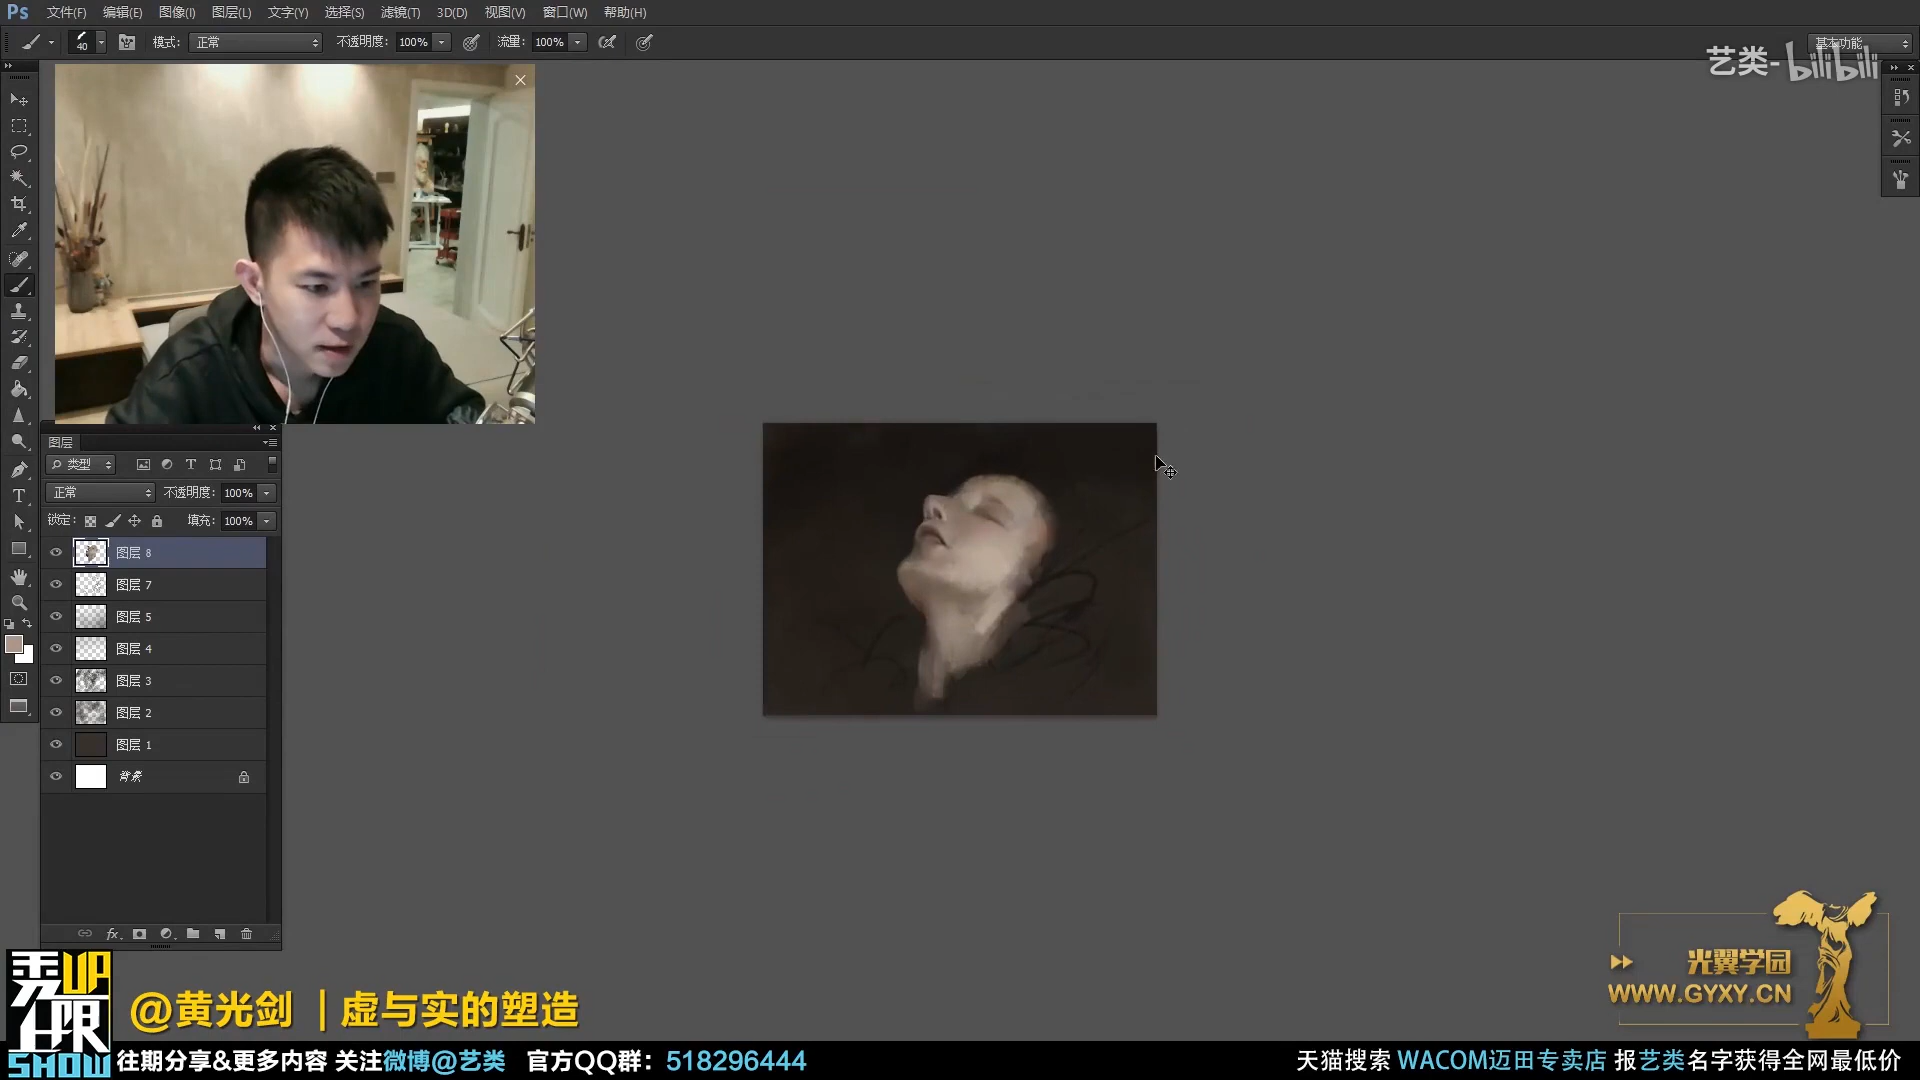 Ps 文件(F) 编辑(E) 图像(I) 图层(L) 文字(Y) 选择(S) 滤镜(T) 3D(D) 视图(V) 窗口(W) 帮助(H)
40 模式: 正常 不透明度: 100% 流量: 100% 基本功能
艺类-bilibili
图层
类型
正常 不透明度: 100%
锁定: 填充: 100%
图层 8
图层 7
图层 5
图层 4
图层 3
图层 2
图层 1
背景
fx
光翼学园
WWW.GYXY.CN
UP
HR
SHOW
@黄光剑 | 虚与实的塑造
往期分享&更多内容 关注微博@艺类 官方QQ群: 518296444
天猫搜索 WACOM迈田专卖店 报艺类名字获得全网最低价